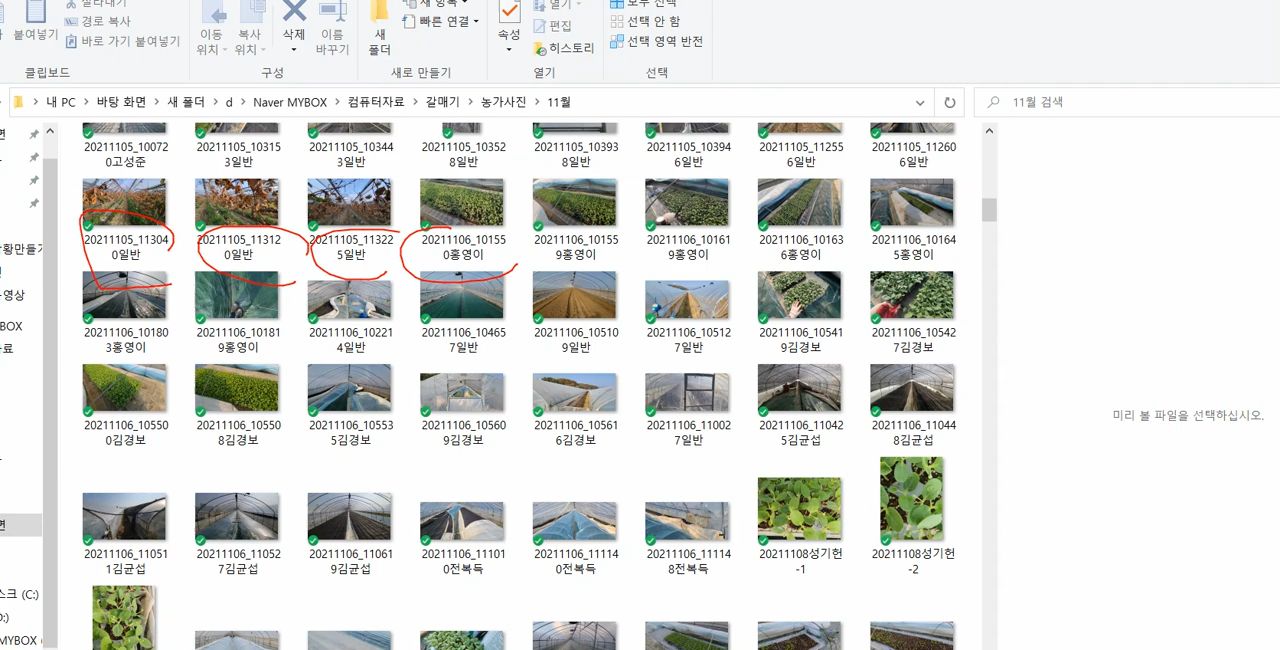 잘라내기
붙여넣기
경로 복사
바로 가기 붙여넣기
클립보드
이동
위치
복사
위치
삭제
이름
바꾸기
구성
새
폴더
새 항목
빠른 연결
새로 만들기
속성
열기
편집
히스토리
열기
모두 선택
선택 안 함
선택 영역 반전
선택
내 PC > 바탕 화면 > 새 폴더 > d > Naver MYBOX > 컴퓨터자료 > 갈매기 > 농가사진 > 11월
11월 검색
20211105_10072 20211105_10315 20211105_10344 20211105_10352 20211105_10393 20211105_10394 20211105_11255 20211105_11260
0고성준 3일반 3일반 8일반 8일반 6일반 6일반 6일반
20211105_11304 20211105_11312 20211105_11322 20211106_10155 20211106_10155 20211106_10161 20211106_10163 20211106_10164
0일반 0일반 5일반 0홍영이 9홍영이 9홍영이 6홍영이 5홍영이
20211106_10180 20211106_10181 20211106_10221 20211106_10465 20211106_10510 20211106_10512 20211106_10541 20211106_10542
3홍영이 9홍영이 4일반 7일반 9일반 7일반 9김경보 7김경보
20211106_10550 20211106_10550 20211106_10553 20211106_10560 20211106_10561 20211106_11002 20211106_11042 20211106_11044
0김경보 8김경보 5김경보 9김경보 6김경보 7일반 5김균섭 8김균섭
20211106_11051 20211106_11052 20211106_11061 20211106_11101 20211106_11114 20211106_11114 20211108성기헌 20211108성기헌
1김균섭 7김균섭 9김균섭 0전복득 0전복득 8전복득 -1 -2
면
황만들기
영상
BOX
료
면
스크 (C:)
:)
MYBOX (
미리 볼 파일을 선택하십시오.